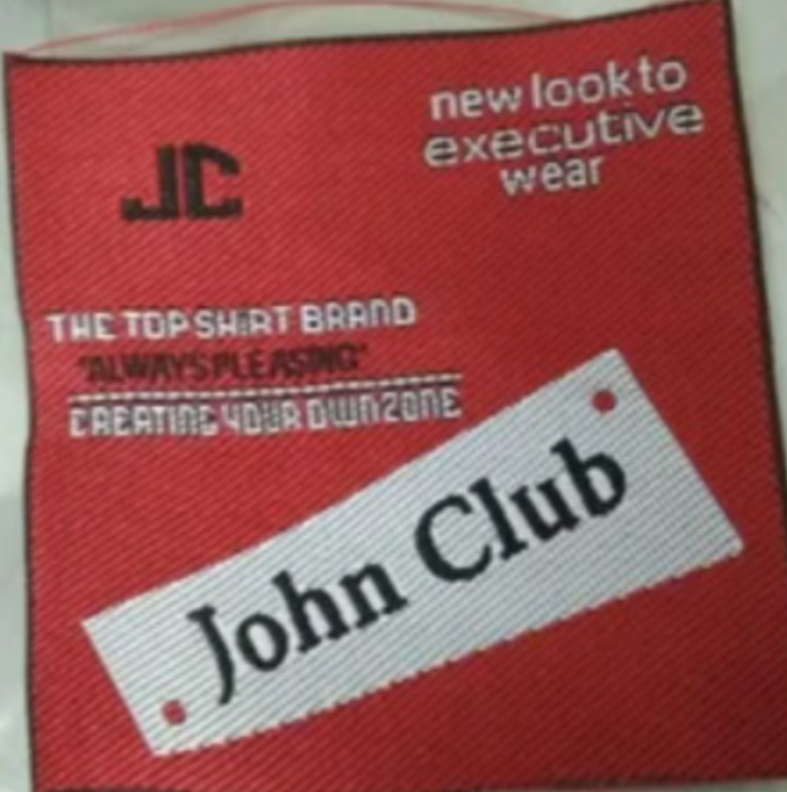 new look to
executive
wear
JC
THE TOP SHIRT BRAND
"ALWAYS PLEASING"
CREATING YOUR OWN ZONE
John Club